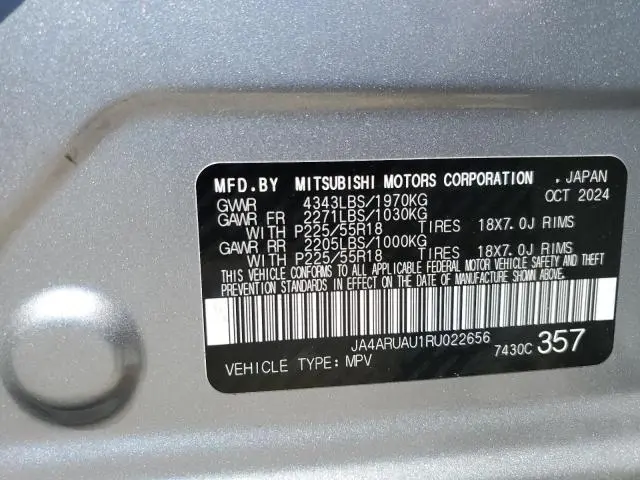 MFD.BY MITSUBISHI MOTORS CORPORATION . JAPAN
GVWR 4343LBS/1970KG OCT 2024
GAWR FR 2271LBS/1030KG
WITH P225/55R18 TIRES 18X7.0J RIMS
GAWR RR 2205LBS/1000KG
WITH P225/55R18 TIRES 18X7.0J RIMS
THIS VEHICLE CONFORMS TO ALL APPLICABLE FEDERAL MOTOR VEHICLE SAFETY AND THEFT
PREVENTION STANDARDS IN EFFECT ON THE DATE OF MANUFACTURE SHOWN ABOVE.
JA4ARUAU1RU022656
VEHICLE TYPE: MPV 7430C 357